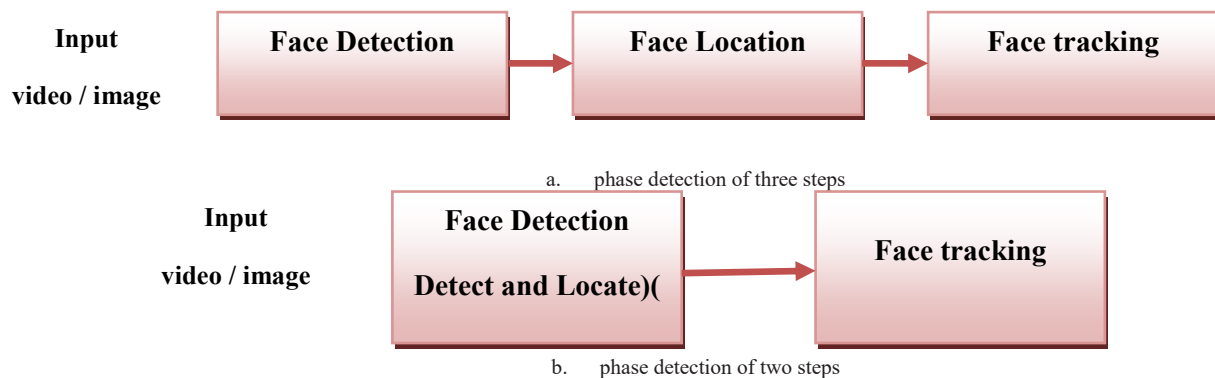 Input
video / image
Face Detection
Face Location
Face tracking
a. phase detection of three steps
Input
video / image
Face Detection
Detect and Locate)(
Face tracking
b. phase detection of two steps